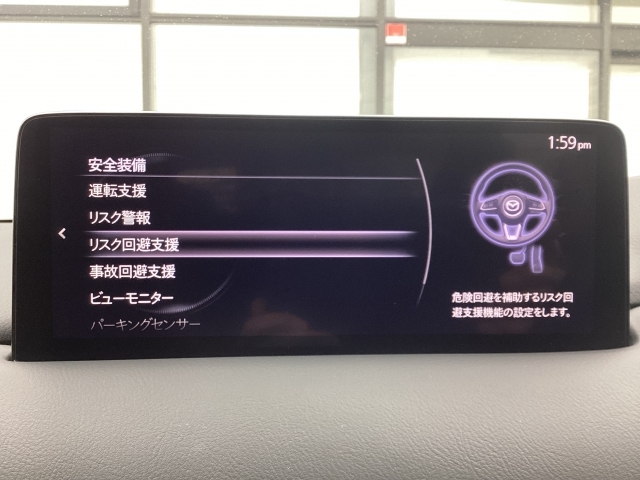 1:59pm
安全装備
運転支援
リスク警報
リスク回避支援
事故回避支援
ビューモニター
パーキングセンサー
危険回避を補助するリスク回
避支援機能の設定をします。